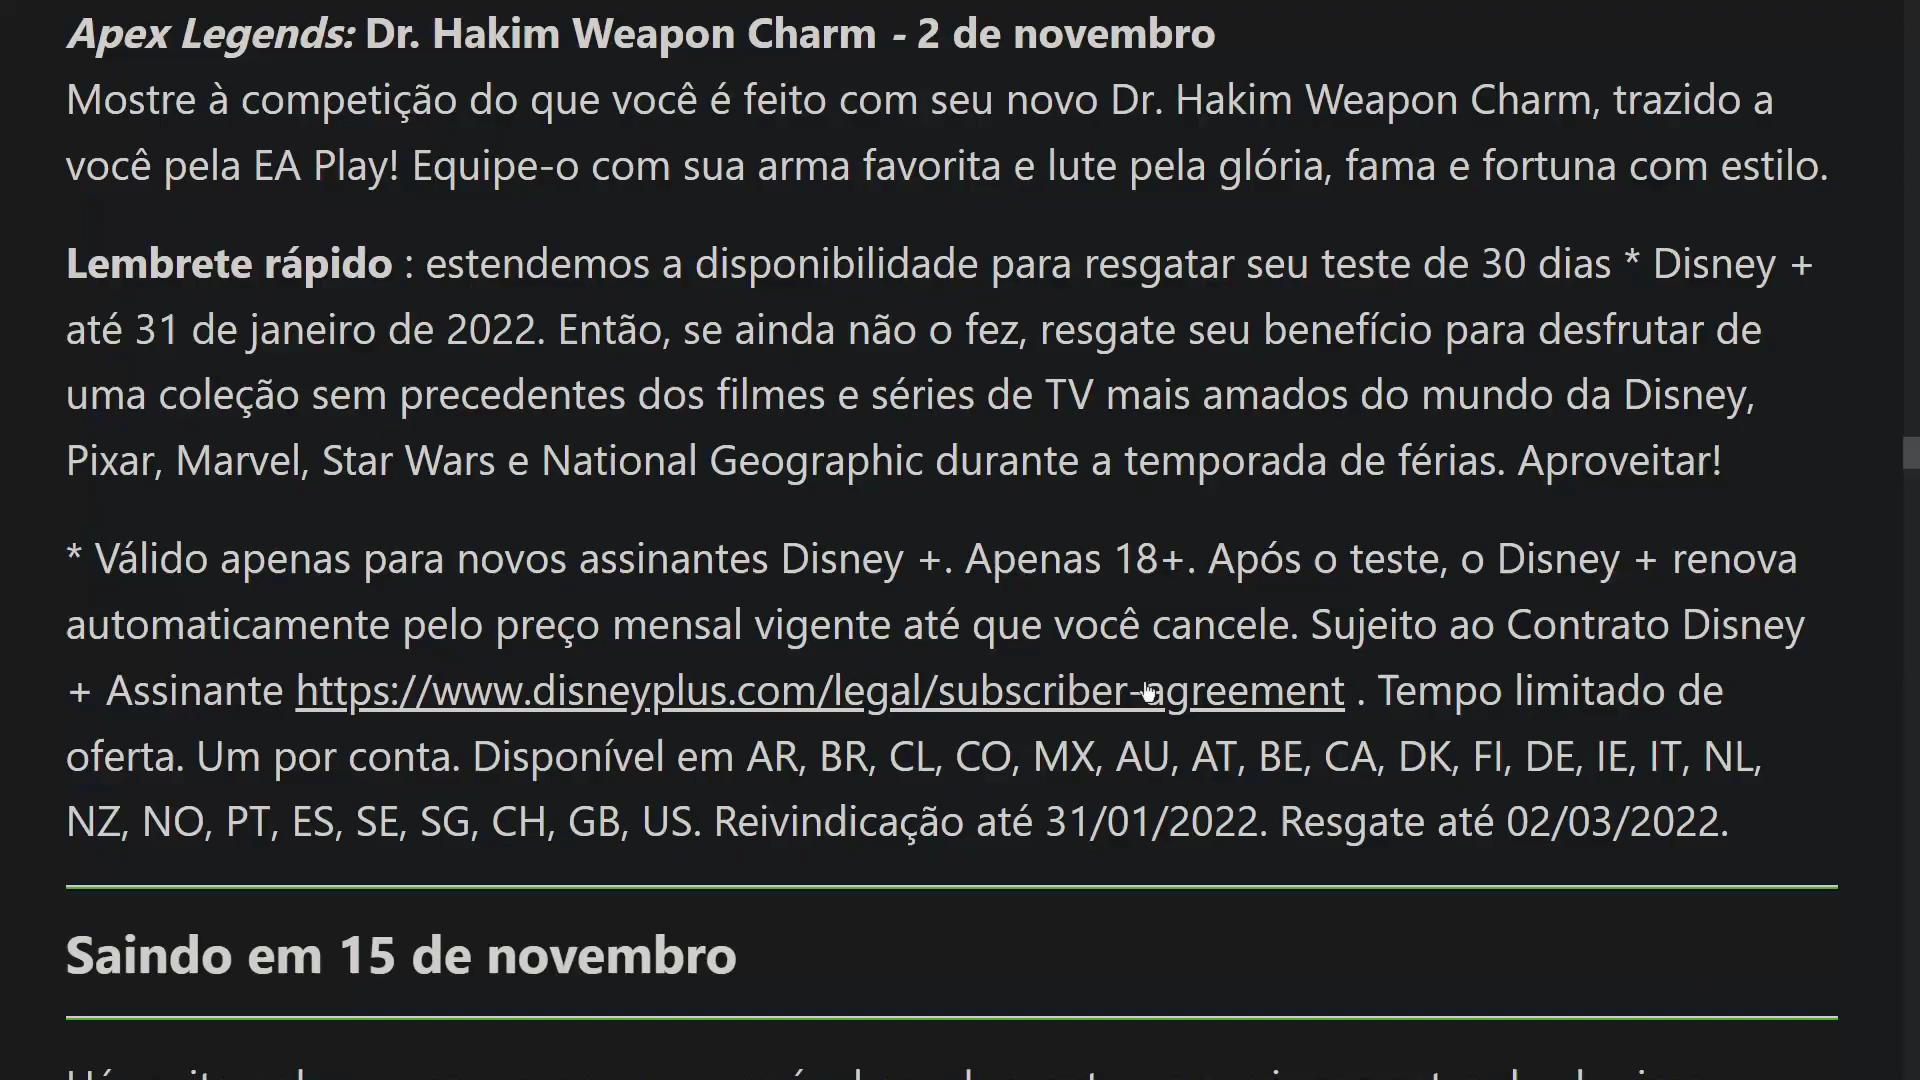 Apex Legends: Dr. Hakim Weapon Charm - 2 de novembro
Mostre à competição do que você é feito com seu novo Dr. Hakim Weapon Charm, trazido a
você pela EA Play! Equipe-o com sua arma favorita e lute pela glória, fama e fortuna com estilo.
Lembrete rápido : estendemos a disponibilidade para resgatar seu teste de 30 dias * Disney +
até 31 de janeiro de 2022. Então, se ainda não o fez, resgate seu benefício para desfrutar de
uma coleção sem precedentes dos filmes e séries de TV mais amados do mundo da Disney,
Pixar, Marvel, Star Wars e National Geographic durante a temporada de férias. Aproveitar!
* Válido apenas para novos assinantes Disney +. Apenas 18+. Após o teste, o Disney + renova
automaticamente pelo preço mensal vigente até que você cancele. Sujeito ao Contrato Disney
+ Assinante https://www.disneyplus.com/legal/subscriber-agreement . Tempo limitado de
oferta. Um por conta. Disponível em AR, BR, CL, CO, MX, AU, AT, BE, CA, DK, FI, DE, IE, IT, NL,
NZ, NO, PT, ES, SE, SG, CH, GB, US. Reivindicação até 31/01/2022. Resgate até 02/03/2022.
Saindo em 15 de novembro